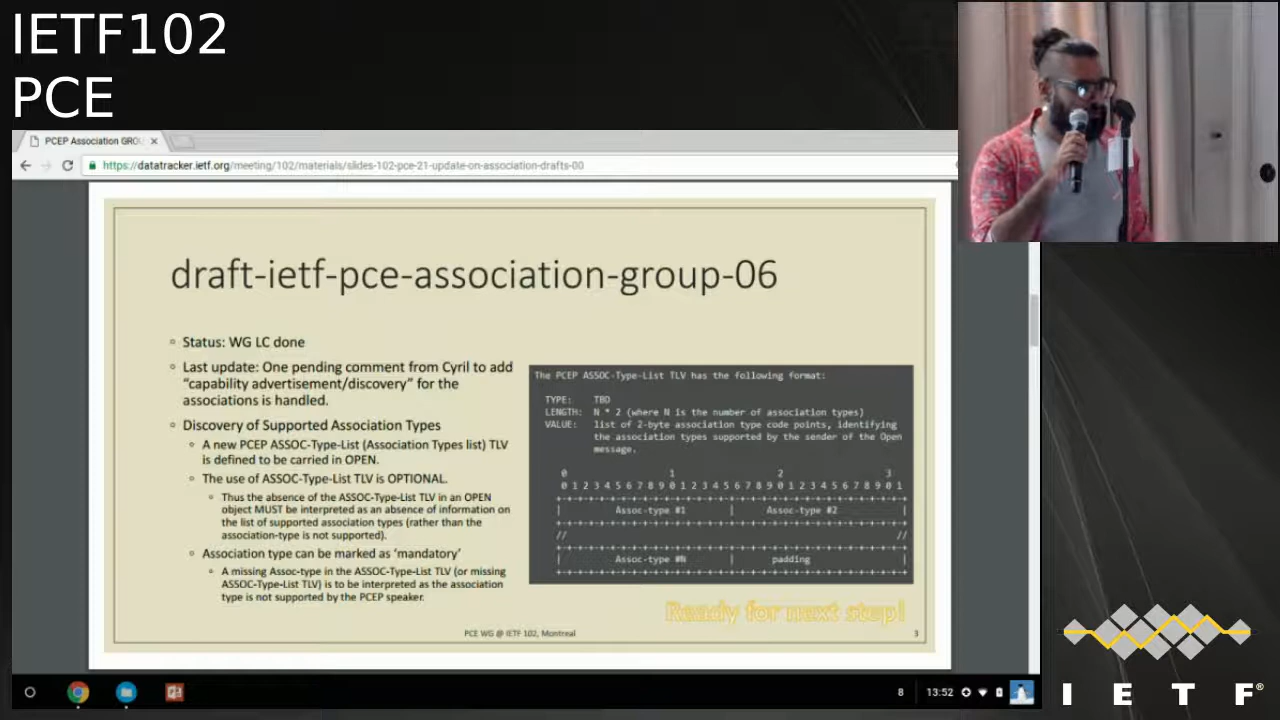 IETF102
PCE
PCEP Association GRO
https://datatracker.ietf.org/meeting/102/materials/slides-102-pce-21-update-on-association-drafts-00
draft-ietf-pce-association-group-06
Status: WG LC done
Last update: One pending comment from Cyril to add
“capability advertisement/discovery” for the
associations is handled.
Discovery of Supported Association Types
A new PCEP ASSOC-Type-List (Association Types list) TLV
is defined to be carried in OPEN.
The use of ASSOC-Type-List TLV is OPTIONAL.
Thus the absence of the ASSOC-Type-List TLV in an OPEN
object MUST be interpreted as an absence of information on
the list of supported association types (rather than the
association-type is not supported).
Association type can be marked as ‘mandatory’
A missing Assoc-type in the ASSOC-Type-List TLV (or missing
ASSOC-Type-List TLV) is to be interpreted as the association
type is not supported by the PCEP speaker.
The PCEP ASSOC-Type-List TLV has the following format:
TYPE: TBD
LENGTH: N * 2 (where N is the number of association types)
VALUE: list of 2-byte association type code points, identifying
the association types supported by the sender of the Open
message.
0 1 2 3
0 1 2 3 4 5 6 7 8 9 0 1 2 3 4 5 6 7 8 9 0 1 2 3 4 5 6 7 8 9 0 1
+-+-+-+-+-+-+-+-+-+-+-+-+-+-+-+-+-+-+-+-+-+-+-+-+-+-+-+-+-+-+-+-+
| Assoc-type #1 | Assoc-type #2 |
+-+-+-+-+-+-+-+-+-+-+-+-+-+-+-+-+-+-+-+-+-+-+-+-+-+-+-+-+-+-+-+-+
// //
+-+-+-+-+-+-+-+-+-+-+-+-+-+-+-+-+-+-+-+-+-+-+-+-+-+-+-+-+-+-+-+-+
| Assoc-type #N | padding |
+-+-+-+-+-+-+-+-+-+-+-+-+-+-+-+-+-+-+-+-+-+-+-+-+-+-+-+-+-+-+-+-+
Ready for next step!
PCE WG @ IETF 102, Montreal
3
8
13:52
I E T F®